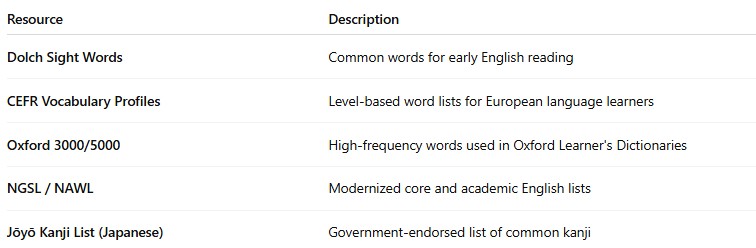 Resource Description
Dolch Sight Words Common words for early English reading
CEFR Vocabulary Profiles Level-based word lists for European language learners
Oxford 3000/5000 High-frequency words used in Oxford Learner's Dictionaries
NGSL / NAWL Modernized core and academic English lists
Jōyō Kanji List (Japanese) Government-endorsed list of common kanji